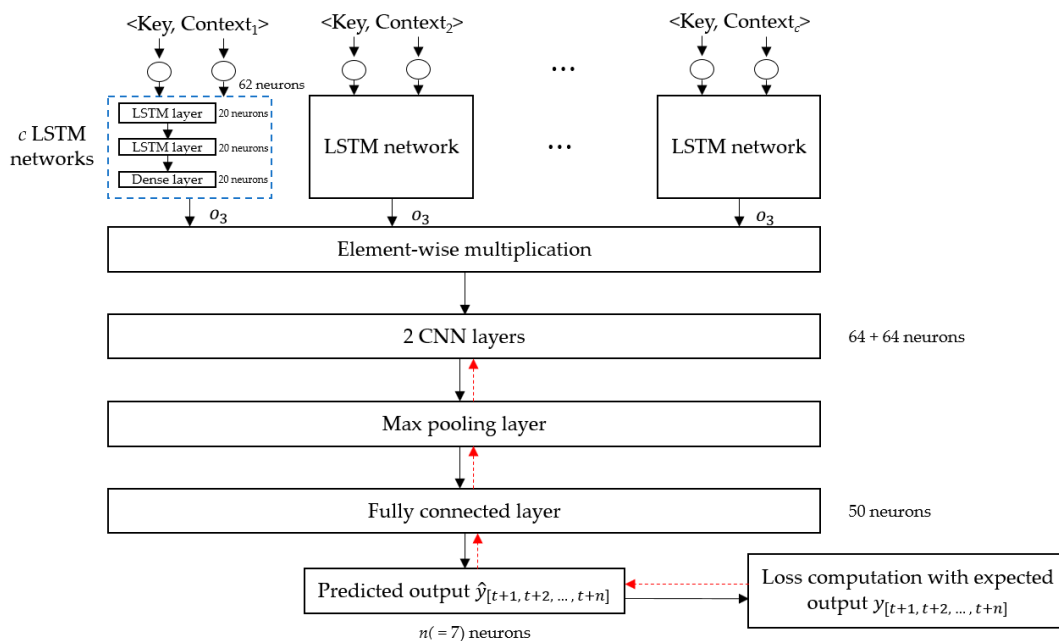 <Key, Context₁>
<Key, Context₂>
...
<Key, Context𝑐>
62 neurons
c LSTM
networks
LSTM layer
20 neurons
LSTM layer
20 neurons
Dense layer
20 neurons
LSTM network
...
LSTM network
o₃
o₃
o₃
Element-wise multiplication
2 CNN layers
64 + 64 neurons
Max pooling layer
Fully connected layer
50 neurons
Predicted output ŷ[t+1, t+2, ... , t+n]
Loss computation with expected
output y[t+1, t+2, ... , t+n]
n( = 7) neurons